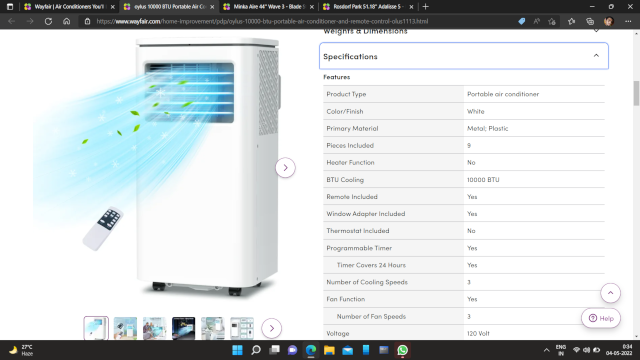 Wayfair | Air Conditioners You'll
oylus 10000 BTU Portable Air Co
Minka Aire 44" Wave 3 - Blade S
Rosdorf Park 51.18" Adalisse 5 -
https://www.wayfair.com/home-improvement/pdp/oylus-10000-btu-portable-air-conditioner-and-remote-control-olus1113.html
Weights & Dimensions
Specifications
Features
Product Type Portable air conditioner
Color/Finish White
Primary Material Metal; Plastic
Pieces Included 9
Heater Function No
BTU Cooling 10000 BTU
Remote Included Yes
Window Adapter Included Yes
Thermostat Included No
Programmable Timer Yes
Timer Covers 24 Hours Yes
Number of Cooling Speeds 3
Fan Function Yes
Number of Fan Speeds 3
Voltage 120 Volt
Help
27°C
Haze
ENG
IN
0:34
04-05-2022